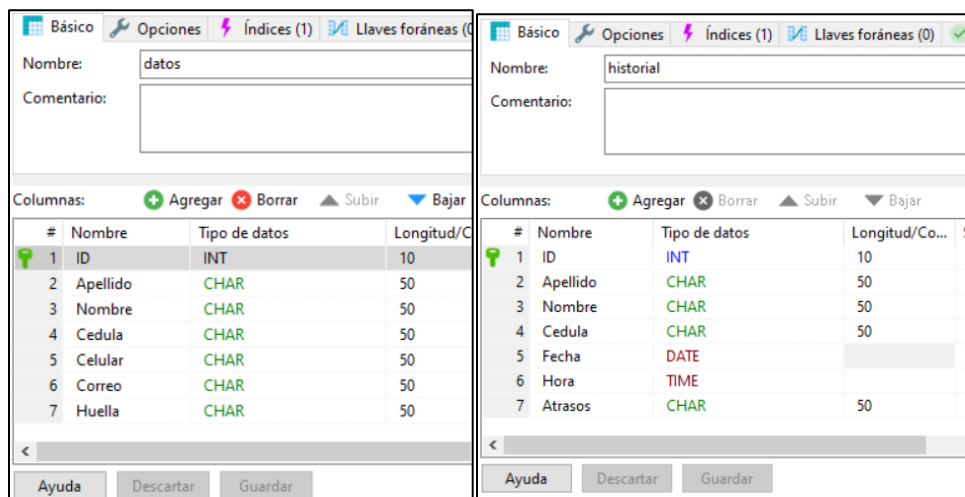 Básico Opciones Índices (1) Llaves foráneas (0
Nombre: datos
Comentario:
Columnas: Agregar Borrar Subir Bajar
# Nombre Tipo de datos Longitud/C
1 ID INT 10
2 Apellido CHAR 50
3 Nombre CHAR 50
4 Cedula CHAR 50
5 Celular CHAR 50
6 Correo CHAR 50
7 Huella CHAR 50
Ayuda Descartar Guardar
Básico Opciones Índices (1) Llaves foráneas (0)
Nombre: historial
Comentario:
Columnas: Agregar Borrar Subir Bajar
# Nombre Tipo de datos Longitud/Co...
1 ID INT 10
2 Apellido CHAR 50
3 Nombre CHAR 50
4 Cedula CHAR 50
5 Fecha DATE
6 Hora TIME
7 Atrasos CHAR 50
Ayuda Descartar Guardar